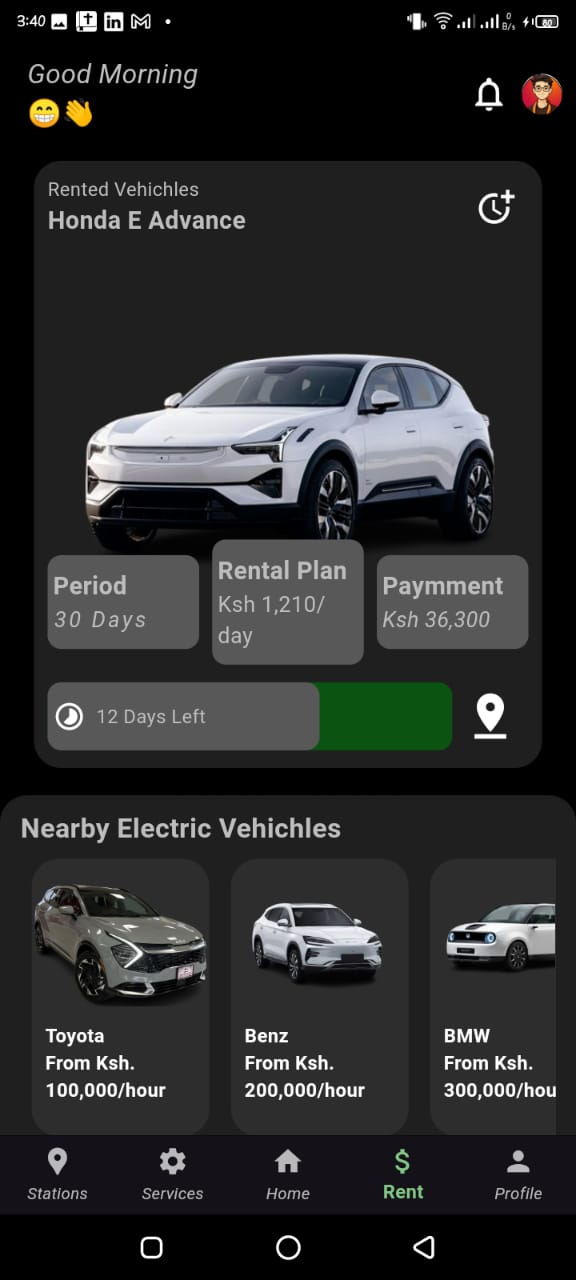 3:40
0
B/s
80
Good Morning
😁👋
Rented Vehichles
Honda E Advance
Period
30 Days
Rental Plan
Ksh 1,210/
day
Paymment
Ksh 36,300
12 Days Left
Nearby Electric Vehichles
Toyota
From Ksh.
100,000/hour
Benz
From Ksh.
200,000/hour
BMW
From Ksh.
300,000/hou
Stations
Services
Home
Rent
Profile